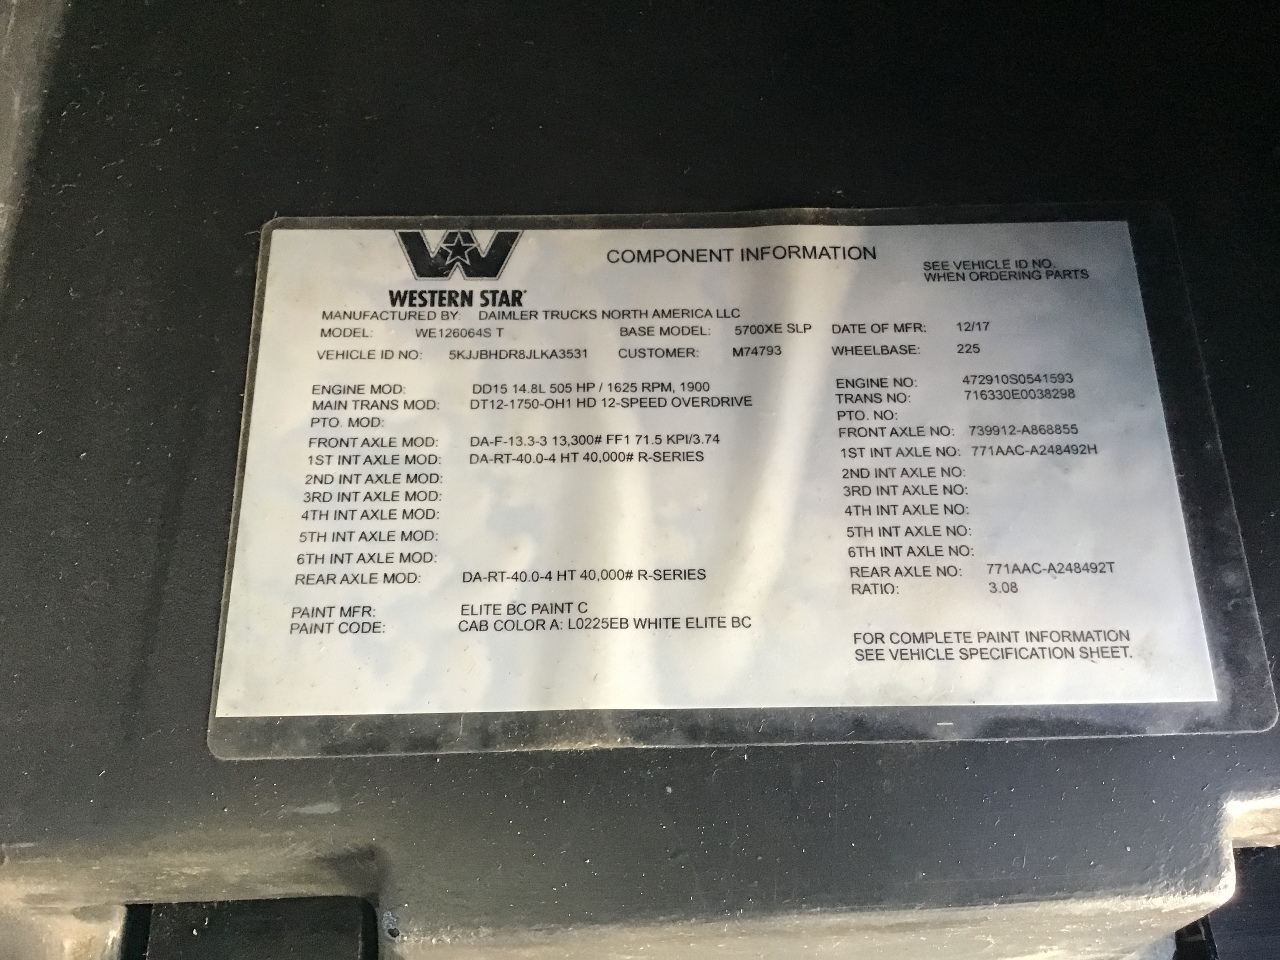 WESTERN STAR
COMPONENT INFORMATION
SEE VEHICLE ID NO.
WHEN ORDERING PARTS
MANUFACTURED BY: DAIMLER TRUCKS NORTH AMERICA LLC
MODEL: WE126064S T BASE MODEL: 5700XE SLP DATE OF MFR: 12/17
VEHICLE ID NO: 5KJJBHDR8JLKA3531 CUSTOMER: M74793 WHEELBASE: 225
ENGINE MOD: DD15 14.8L 505 HP / 1625 RPM, 1900 ENGINE NO: 472910S0541593
MAIN TRANS MOD: DT12-1750-OH1 HD 12-SPEED OVERDRIVE TRANS NO: 716330E0038298
PTO. MOD: PTO. NO:
FRONT AXLE MOD: DA-F-13.3-3 13,300# FF1 71.5 KPI/3.74 FRONT AXLE NO: 739912-A868855
1ST INT AXLE MOD: DA-RT-40.0-4 HT 40,000# R-SERIES 1ST INT AXLE NO: 771AAC-A248492H
2ND INT AXLE MOD: 2ND INT AXLE NO:
3RD INT AXLE MOD: 3RD INT AXLE NO:
4TH INT AXLE MOD: 4TH INT AXLE NO:
5TH INT AXLE MOD: 5TH INT AXLE NO:
6TH INT AXLE MOD: 6TH INT AXLE NO:
REAR AXLE MOD: DA-RT-40.0-4 HT 40,000# R-SERIES REAR AXLE NO: 771AAC-A248492T
RATIO: 3.08
PAINT MFR: ELITE BC PAINT C
PAINT CODE: CAB COLOR A: L0225EB WHITE ELITE BC
FOR COMPLETE PAINT INFORMATION
SEE VEHICLE SPECIFICATION SHEET.